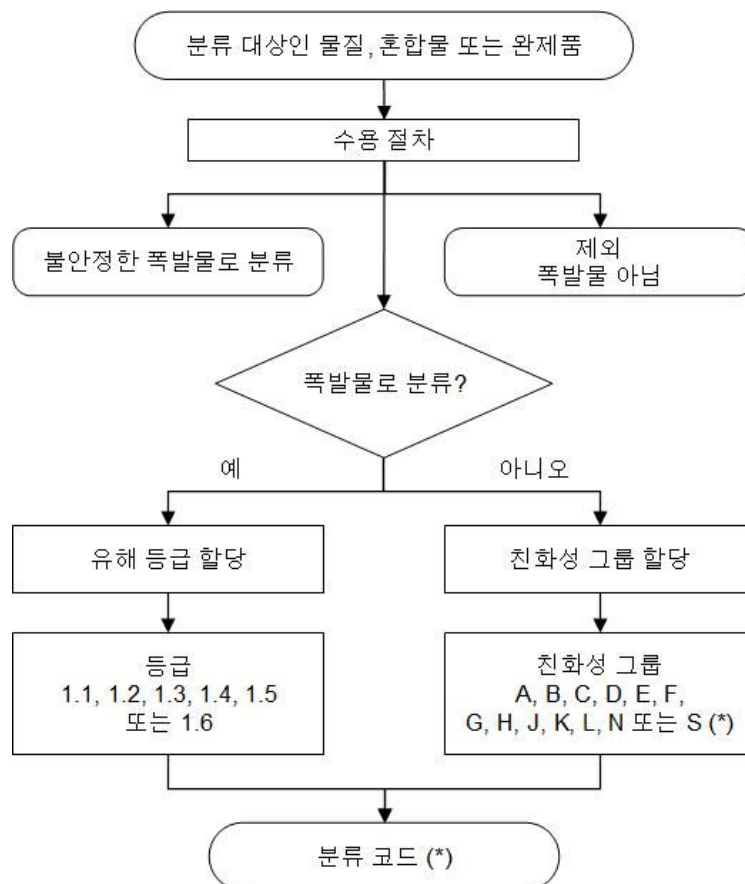 분류 대상인 물질, 혼합물 또는 완제품
수용 절차
불안정한 폭발물로 분류
제외
폭발물 아님
폭발물로 분류?
예
아니오
유해 등급 할당
친화성 그룹 할당
등급
1.1, 1.2, 1.3, 1.4, 1.5
또는 1.6
친화성 그룹
A, B, C, D, E, F,
G, H, J, K, L, N 또는 S (*)
분류 코드 (*)